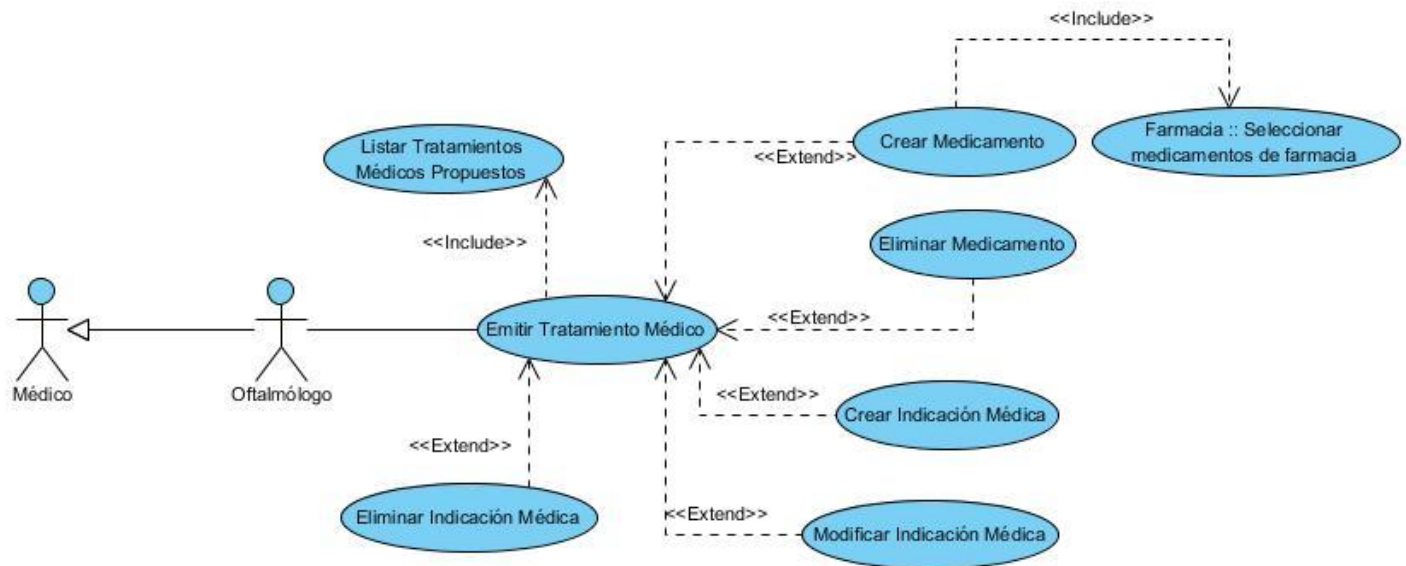 <<Include>>
Crear Medicamento
Farmacia :: Seleccionar
medicamentos de farmacia
Listar Tratamientos
Médicos Propuestos
<<Extend>>
<<Include>>
Eliminar Medicamento
<<Extend>>
Emitir Tratamiento Médico
Médico
Oftalmólogo
<<Extend>>
Crear Indicación Médica
<<Extend>>
Eliminar Indicación Médica
<<Extend>>
Modificar Indicación Médica